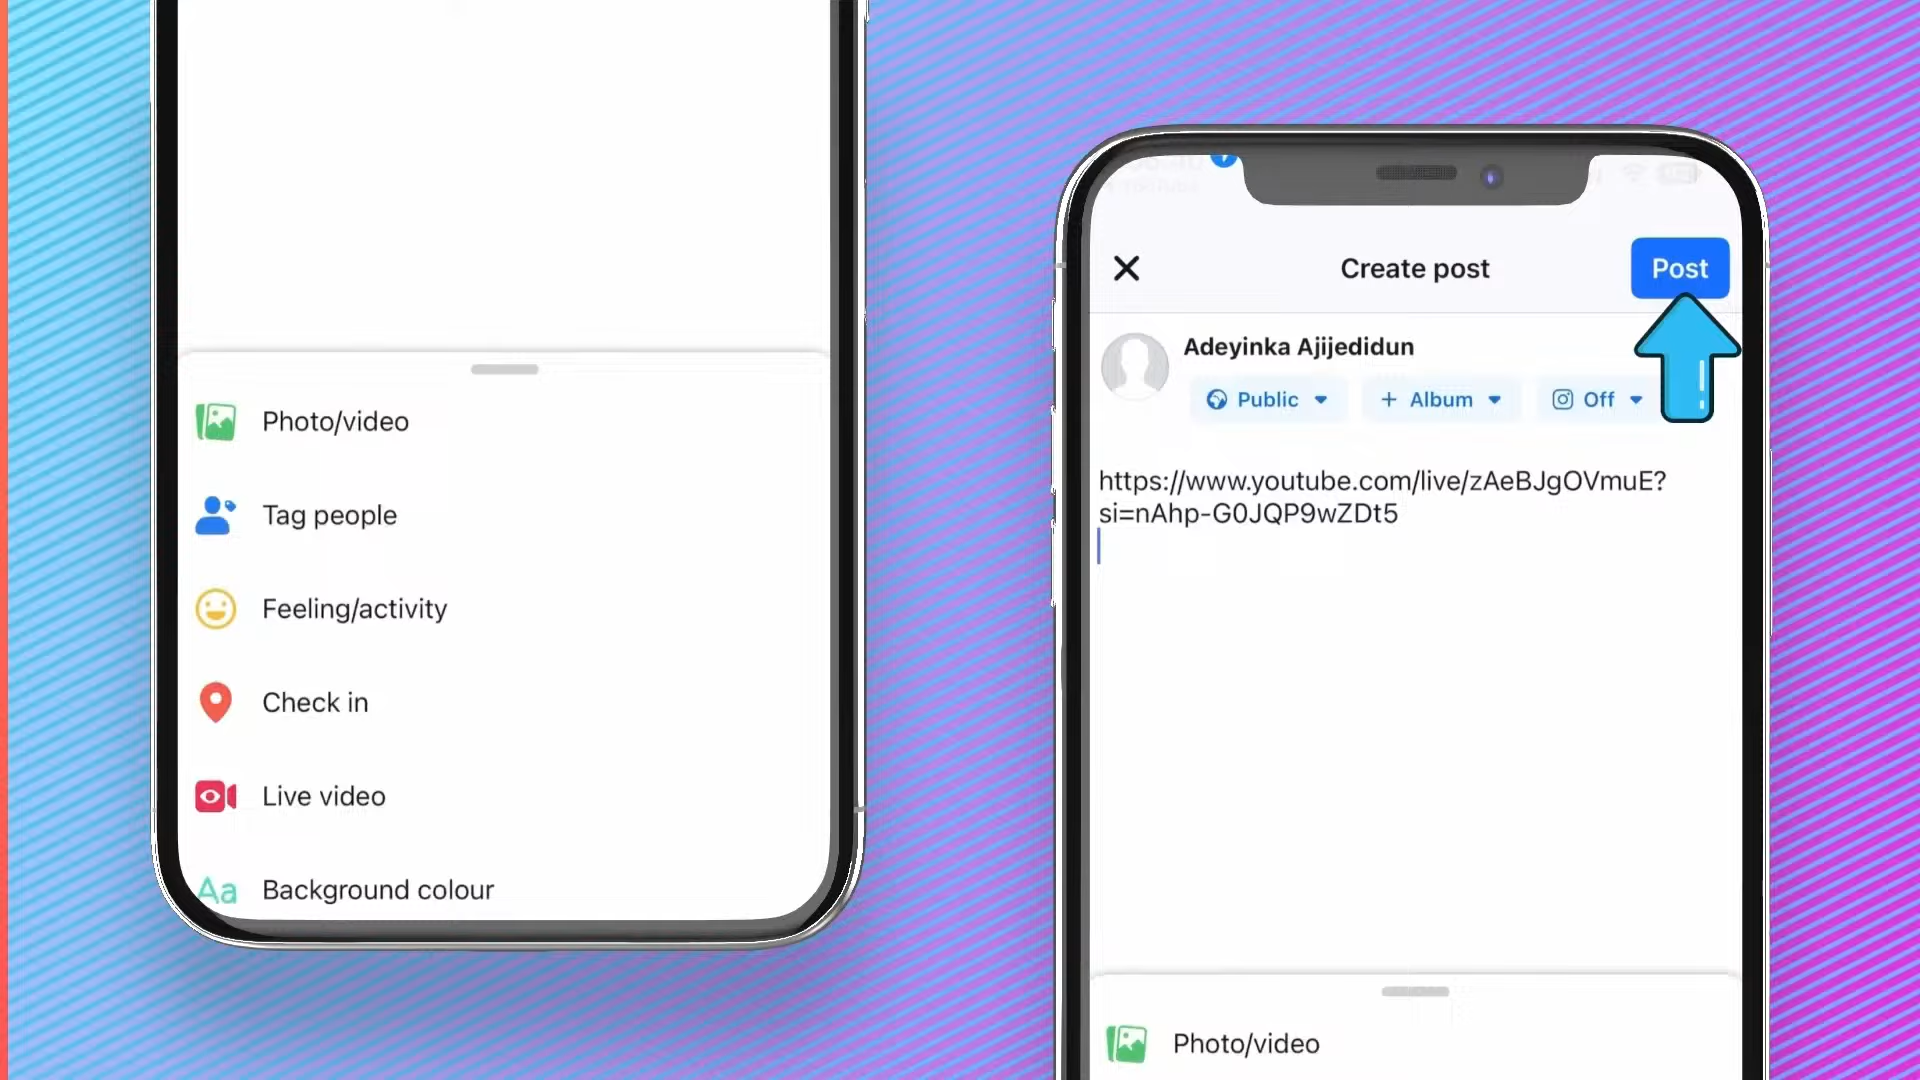 Photo/video
Tag people
Feeling/activity
Check in
Live video
Aa Background colour
Create post
Post
Adeyinka Ajijedidun
Public
+ Album
Off
https://www.youtube.com/live/zAeBJgOVmuE?
si=nAhp-G0JQP9wZDt5
Photo/video